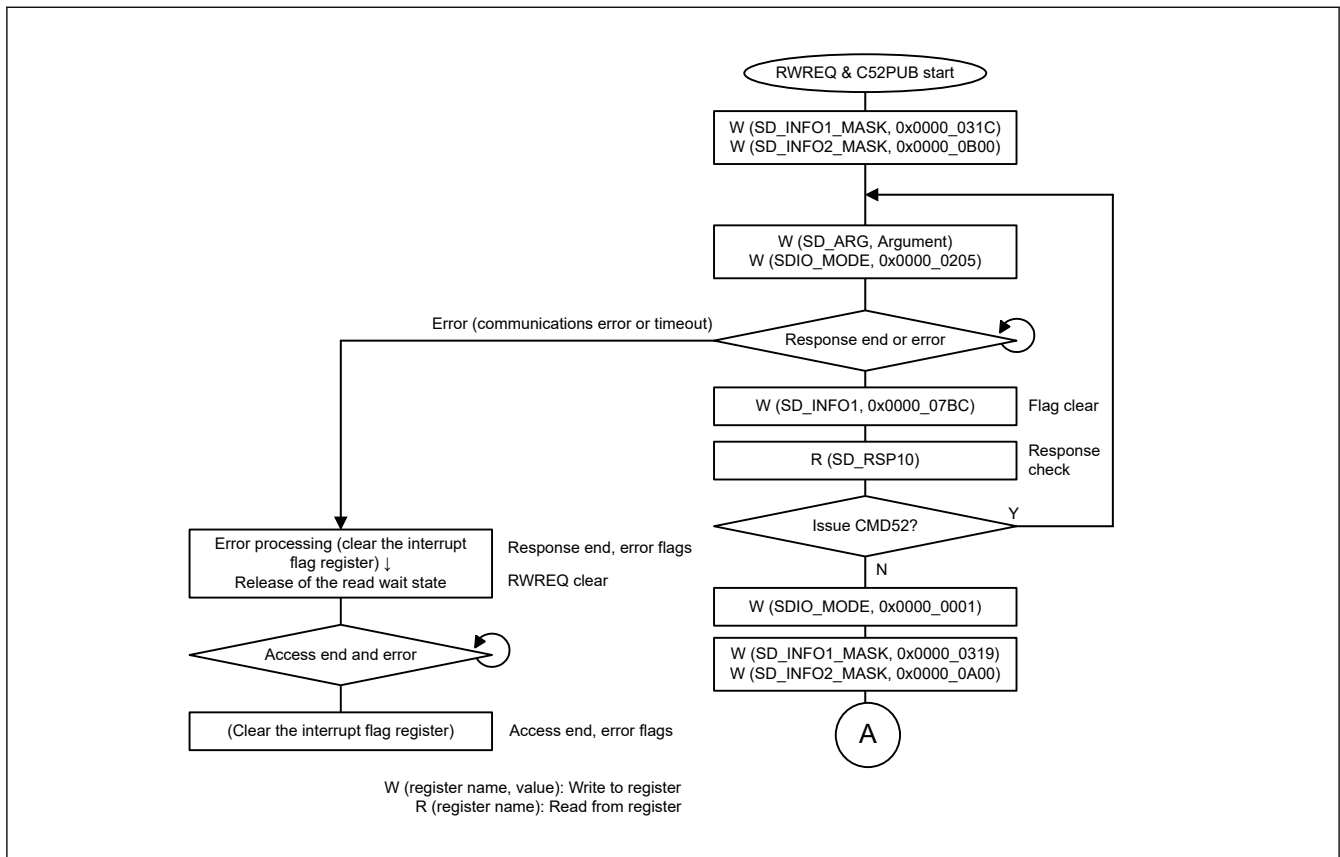 RWREQ & C52PUB start
W (SD_INFO1_MASK, 0x0000_031C)
W (SD_INFO2_MASK, 0x0000_0B00)
W (SD_ARG, Argument)
W (SDIO_MODE, 0x0000_0205)
Error (communications error or timeout)
Response end or error
W (SD_INFO1, 0x0000_07BC)
Flag clear
R (SD_RSP10)
Response
check
Issue CMD52?
Y
N
Error processing (clear the interrupt
flag register) ↓
Release of the read wait state
Response end, error flags
RWREQ clear
W (SDIO_MODE, 0x0000_0001)
Access end and error
W (SD_INFO1_MASK, 0x0000_0319)
W (SD_INFO2_MASK, 0x0000_0A00)
(Clear the interrupt flag register)
Access end, error flags
A
W (register name, value): Write to register
R (register name): Read from register